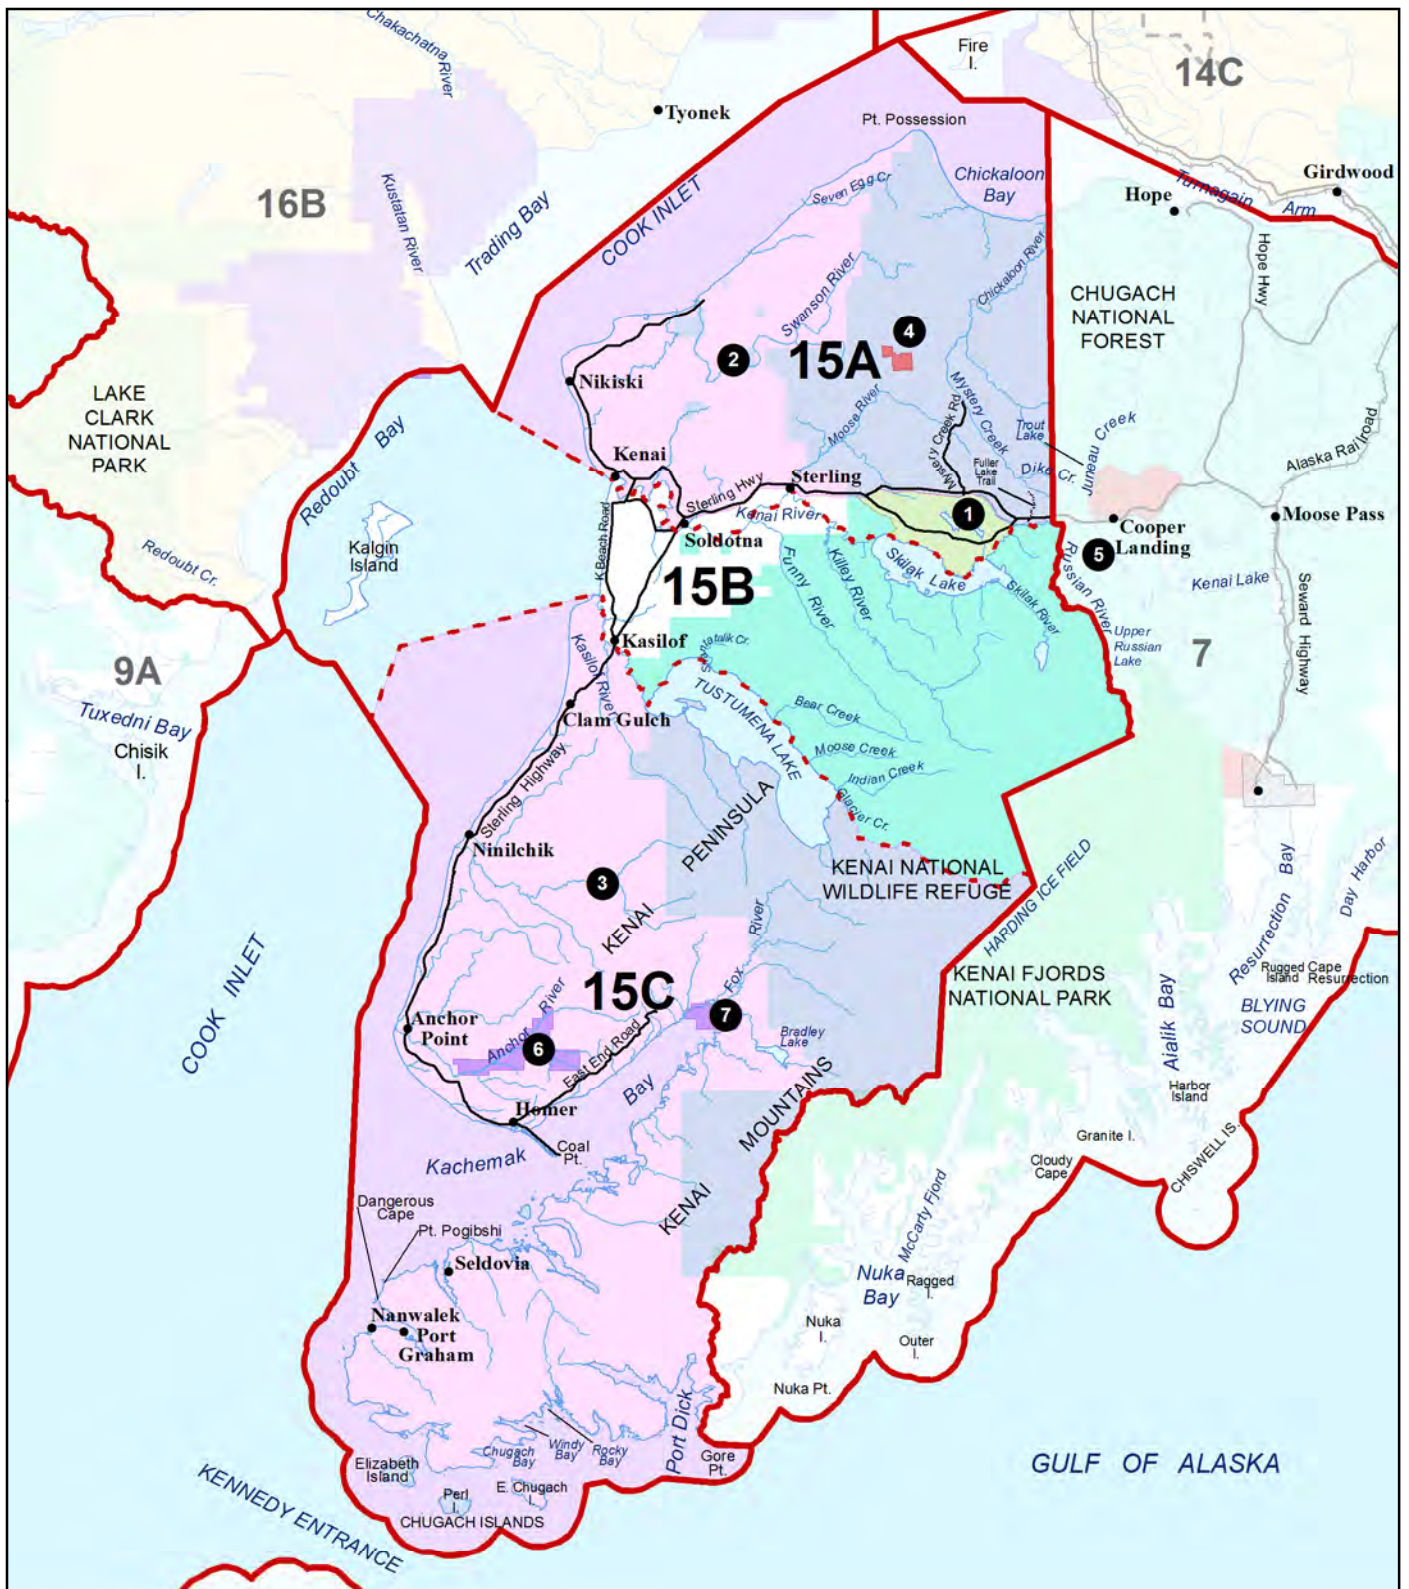 Chakachatna
River
Fire
I.
14C
Tyonek
Pt. Possession
16B
Kustatan River
Trading Bay
COOK INLET
Seven Egg Cr.
Chickaloon
Bay
Hope
Turnagain
Arm
Girdwood
Hope Hwy
Chickaloon River
Swanson River
CHUGACH
NATIONAL
FOREST
4
2
15A
Nikiski
LAKE
CLARK
NATIONAL
PARK
Redoubt Bay
Moose River
Mystery Creek
Mystery Creek Rd
Trout
Lake
Fuller
Lake
Trail
Dike Cr.
Juneau Creek
Alaska Railroad
Kenai
Sterling
Sterling Hwy
1
Kenai River
K Beach Road
Soldotna
Cooper
Landing
Moose Pass
5
Kalgin
Island
Redoubt Cr.
15B
Funny River
Killey River
Skilak Lake
Skilak River
Russian River
Kenai Lake
Seward Highway
Upper
Russian
Lake
7
Kasilof
9A
Tuxedni Bay
Chisik
I.
Kasilof River
Clam Gulch
TUSTUMENA LAKE
Bear Creek
Moose Creek
Indian Creek
Glacier Cr.
Sterling Highway
Ninilchik
PENINSULA
KENAI
KENAI NATIONAL
WILDLIFE REFUGE
HARDING ICE FIELD
3
COOK INLET
15C
Fox
River
KENAI FJORDS
NATIONAL PARK
Resurrection Bay
Day Harbor
Rugged
Island
Cape
Resurrection
BLYING
SOUND
Aialik Bay
Anchor
Point
Anchor
River
6
7
East End Road
Bradley
Lake
Harbor
Island
Homer
Coal
Pt.
Kachemak
Bay
KENAI
MOUNTAINS
Granite I.
Cloudy
Cape
CHISWELL IS.
Dangerous
Cape
Pt. Pogibshi
Seldovia
McCarty Fjord
Nuka
Bay
Ragged
I.
Nanwalek
Port
Graham
Nuka
I.
Outer
I.
Nuka Pt.
Port Dick
Gore
Pt.
Chugach
Bay
Windy
Bay
Rocky
Bay
Elizabeth
Island
Perl
I.
E. Chugach
I.
CHUGACH ISLANDS
KENNEDY ENTRANCE
GULF OF ALASKA